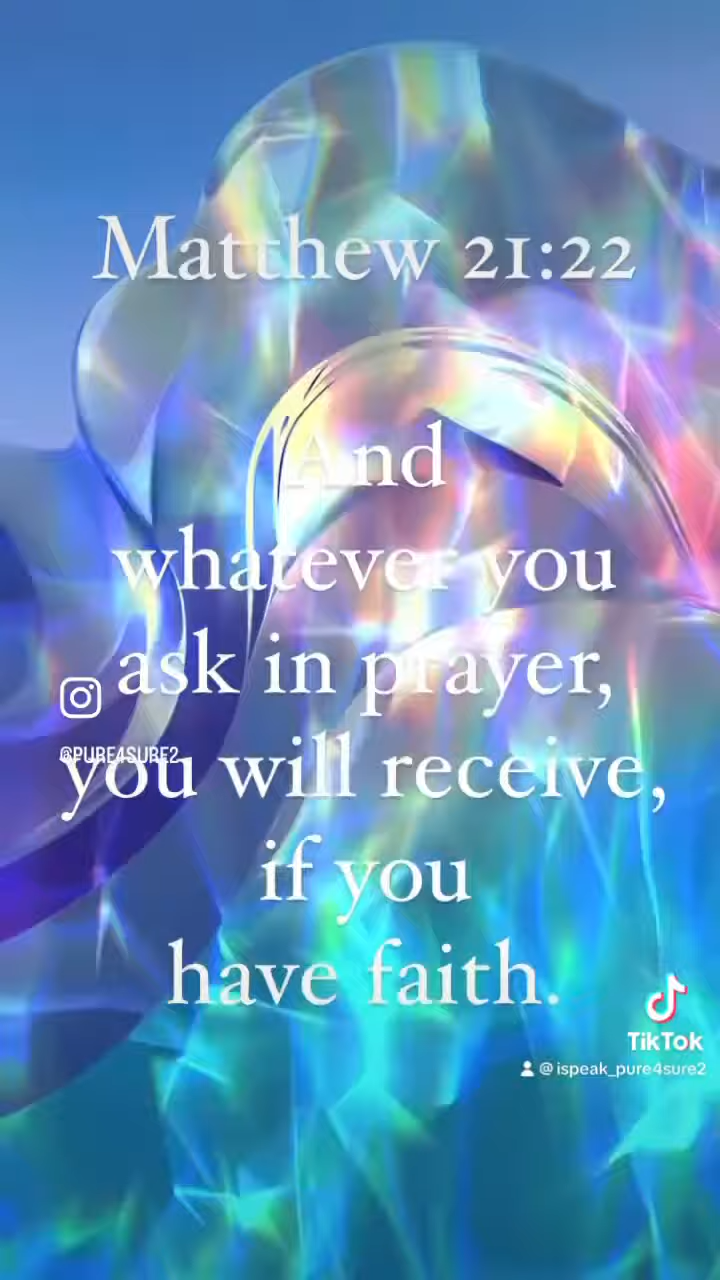 Matthew 21:22
And
whatever you
ask in prayer,
@PURE4SURE2
you will receive,
if you
have faith.
TikTok
@ispeak_pure4sure2